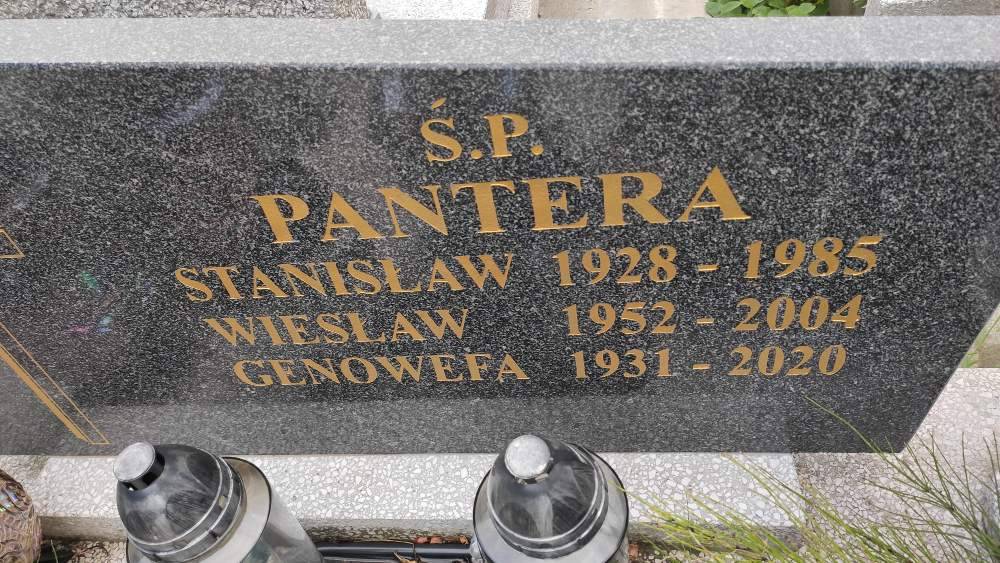 Ś.P.
PANTERA
STANISŁAW 1928 - 1985
WIESŁAW 1952 - 2004
GENOWEFA 1931 - 2020